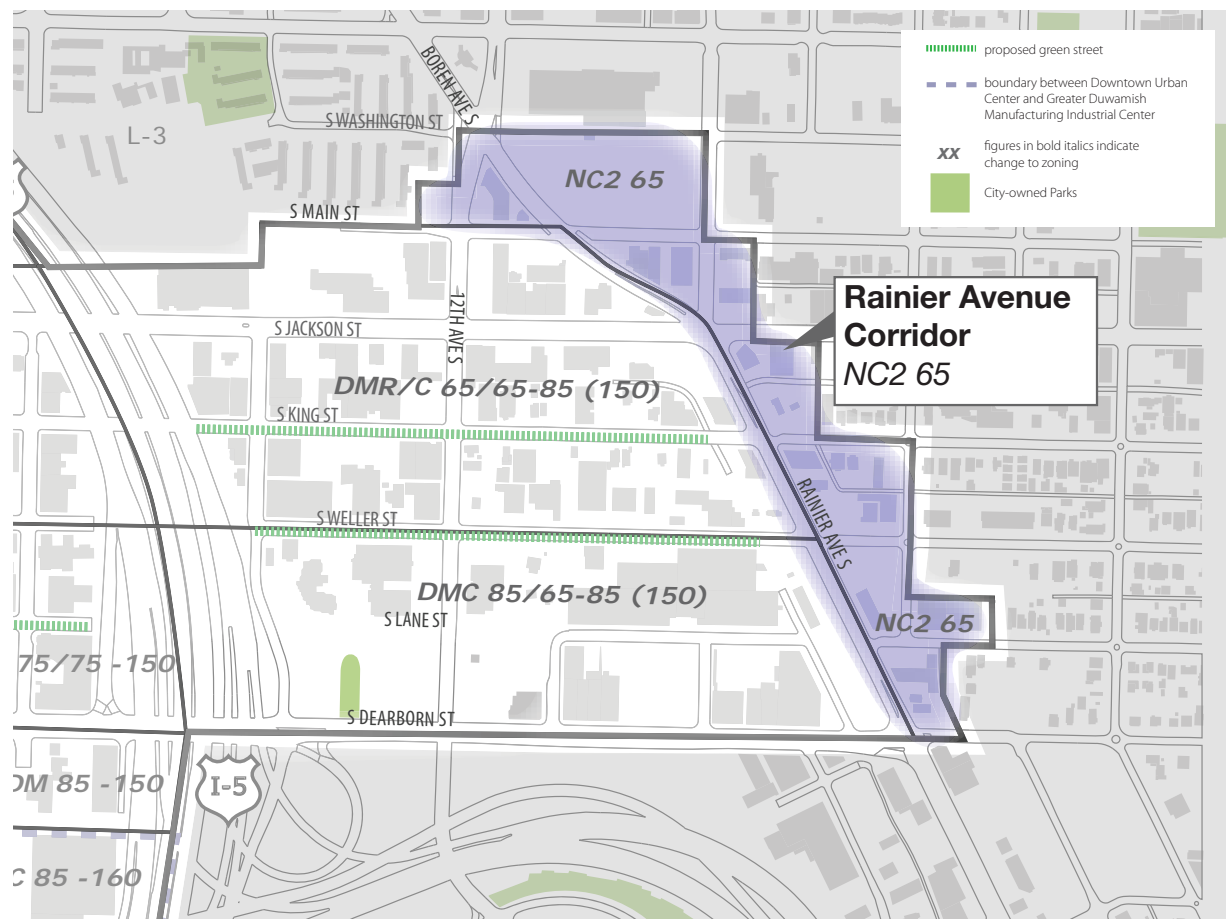 BOREN AVE S
proposed green street
boundary between Downtown Urban
Center and Greater Duwamish
Manufacturing Industrial Center
xx
figures in bold italics indicate
change to zoning
City-owned Parks
S WASHINGTON ST
L-3
NC2 65
S MAIN ST
Rainier Avenue
Corridor
NC2 65
12TH AVE S
S JACKSON ST
DMR/C 65/65-85 (150)
S KING ST
RAINIER AVE S
S WELLER ST
DMC 85/65-85 (150)
S LANE ST
NC2 65
75/75 -150
S DEARBORN ST
DM 85 -150
I-5
C 85 -160